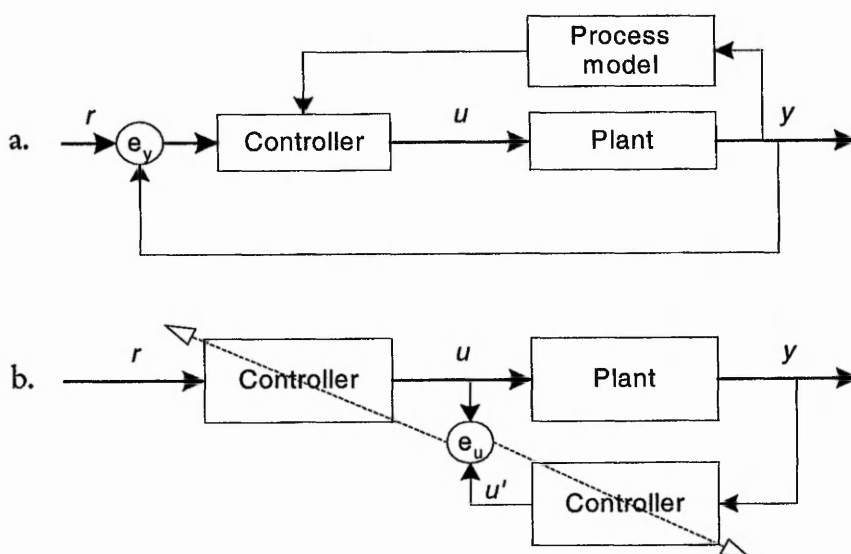 Process
model
r
u
y
a.
e_y
Controller
Plant
r
u
y
b.
Controller
Plant
e_u
u'
Controller